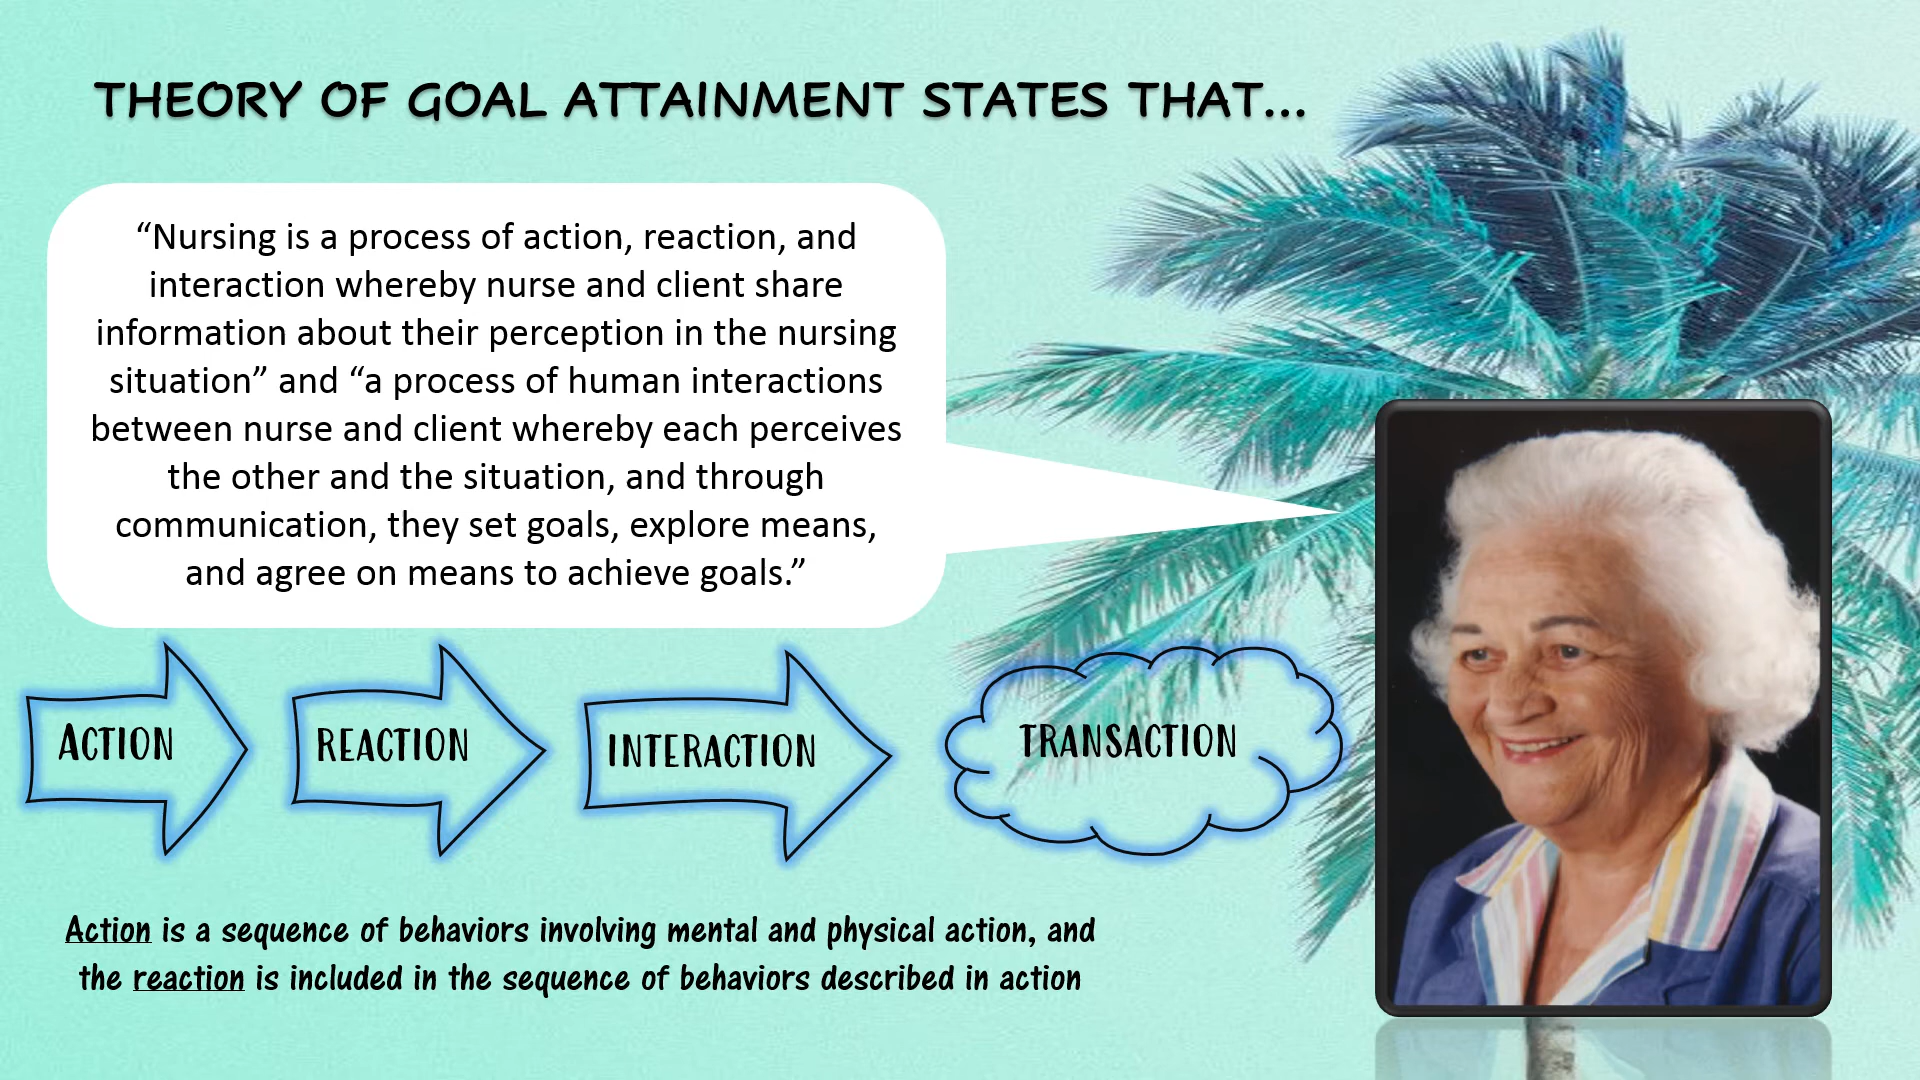 THEORY OF GOAL ATTAINMENT STATES THAT...
“Nursing is a process of action, reaction, and
interaction whereby nurse and client share
information about their perception in the nursing
situation” and “a process of human interactions
between nurse and client whereby each perceives
the other and the situation, and through
communication, they set goals, explore means,
and agree on means to achieve goals.”
ACTION
REACTION
INTERACTION
TRANSACTION
Action is a sequence of behaviors involving mental and physical action, and
the reaction is included in the sequence of behaviors described in action